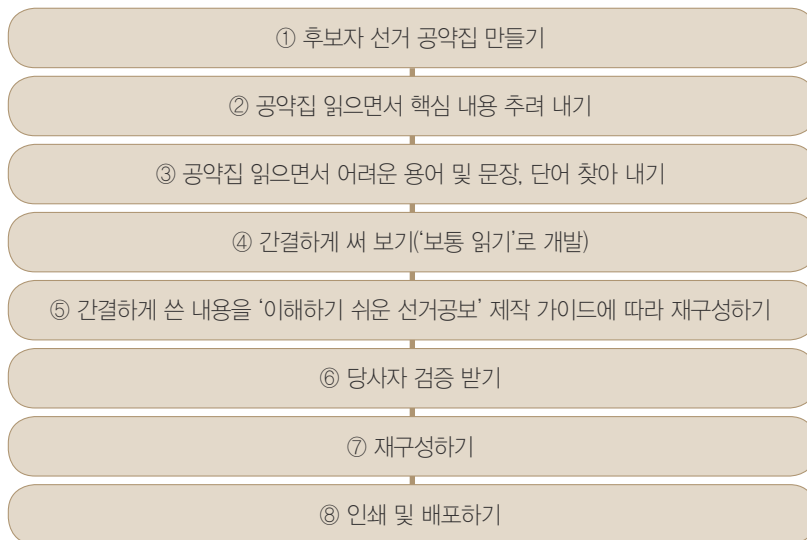 ① 후보자 선거 공약집 만들기
② 공약집 읽으면서 핵심 내용 추려 내기
③ 공약집 읽으면서 어려운 용어 및 문장, 단어 찾아 내기
④ 간결하게 써 보기(‘보통 읽기’로 개발)
⑤ 간결하게 쓴 내용을 ‘이해하기 쉬운 선거공보’ 제작 가이드에 따라 재구성하기
⑥ 당사자 검증 받기
⑦ 재구성하기
⑧ 인쇄 및 배포하기